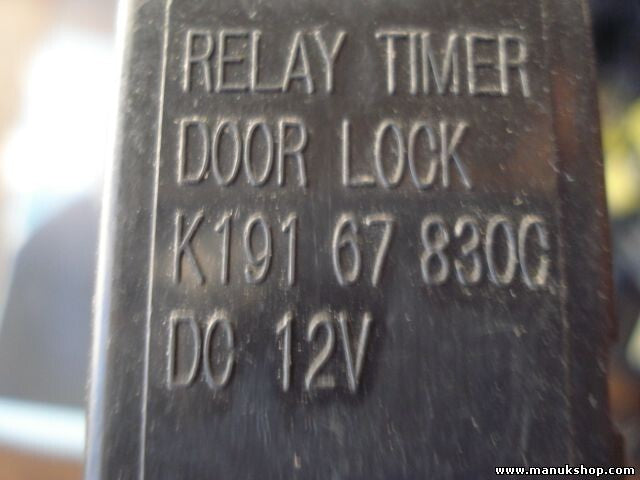 RELAY TIMER
DOOR LOCK
K191 67 830C
DC 12V
www.manukshop.com